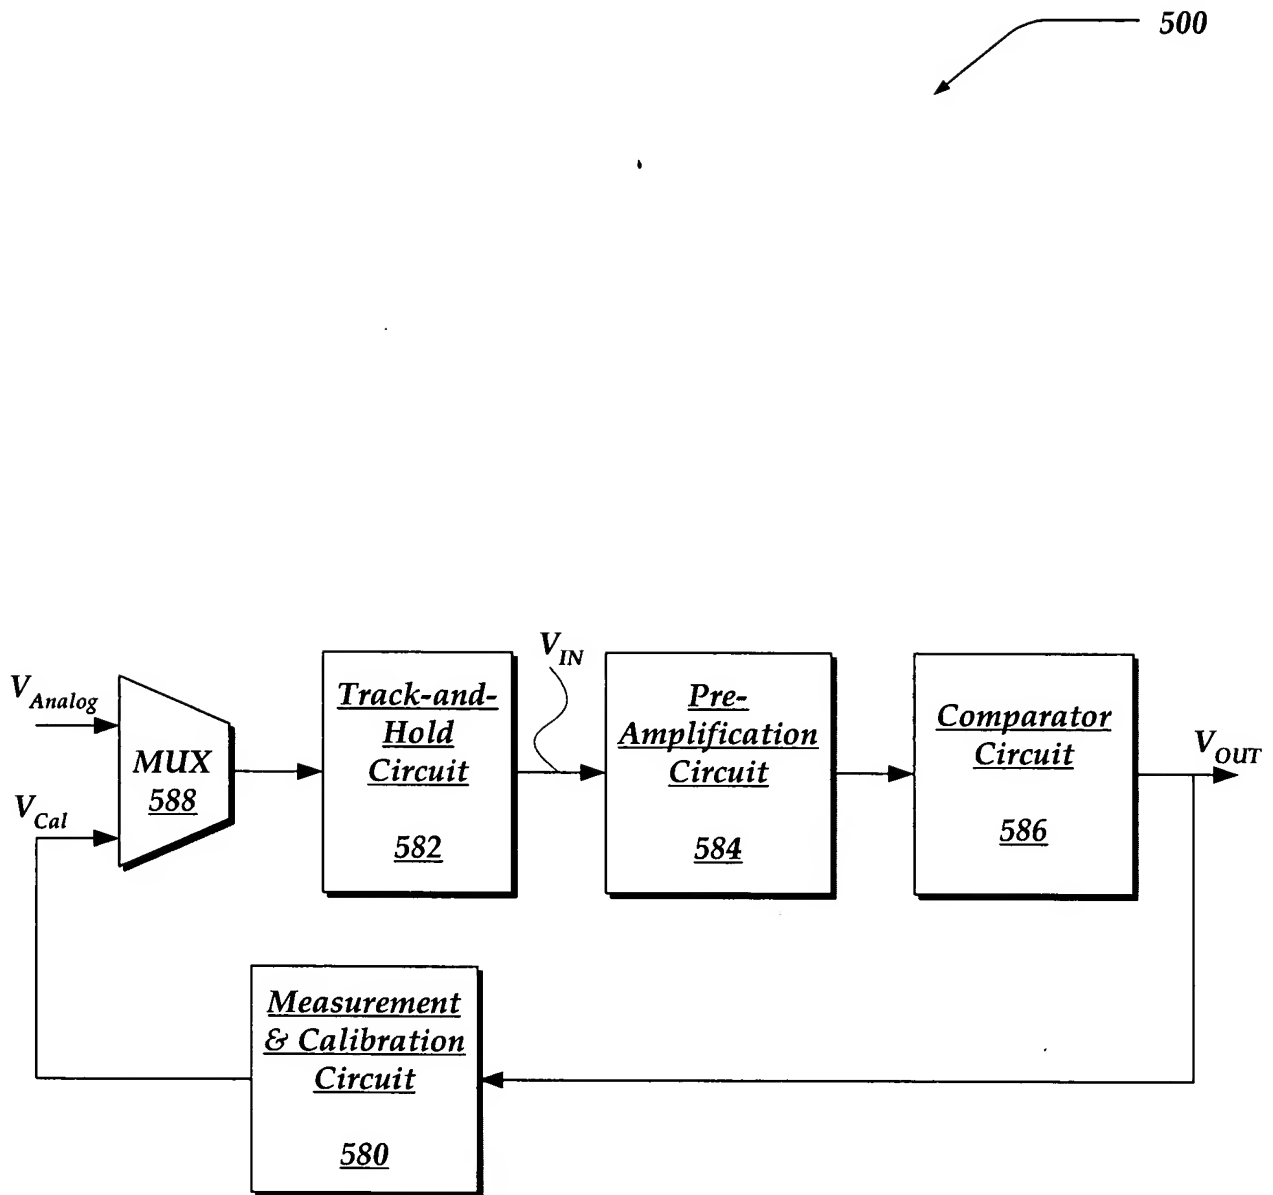 500
V_Analog
V_Cal
MUX
588
Track-and-
Hold
Circuit
582
V_IN
Pre-
Amplification
Circuit
584
Comparator
Circuit
586
V_OUT
Measurement
& Calibration
Circuit
580